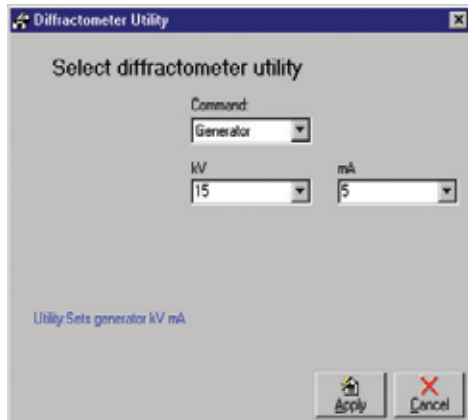 Diffractometer Utility
Select diffractometer utility
Command:
Generator
kV
mA
15
5
Utility:Sets generator kV mA
Apply
Cancel